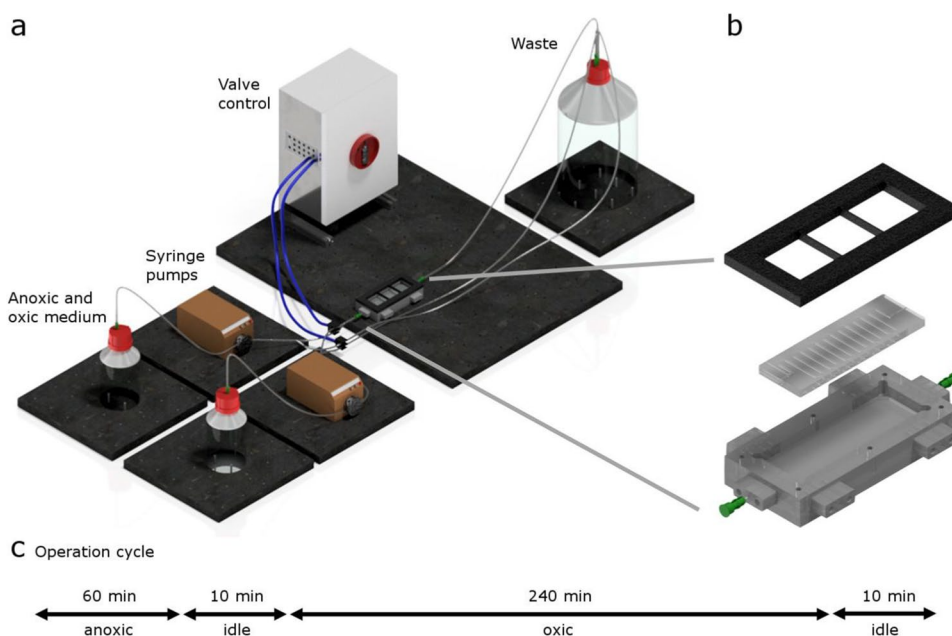 a
b
Waste
Valve
control
Syringe
pumps
Anoxic and
oxic medium
c Operation cycle
60 min
10 min
240 min
10 min
anoxic
idle
oxic
idle